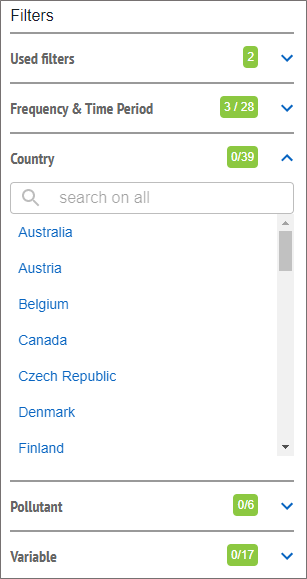 Filters
Used filters 2
Frequency & Time Period 3 / 28
Country 0/39
search on all
Australia
Austria
Belgium
Canada
Czech Republic
Denmark
Finland
Pollutant 0/6
Variable 0/17